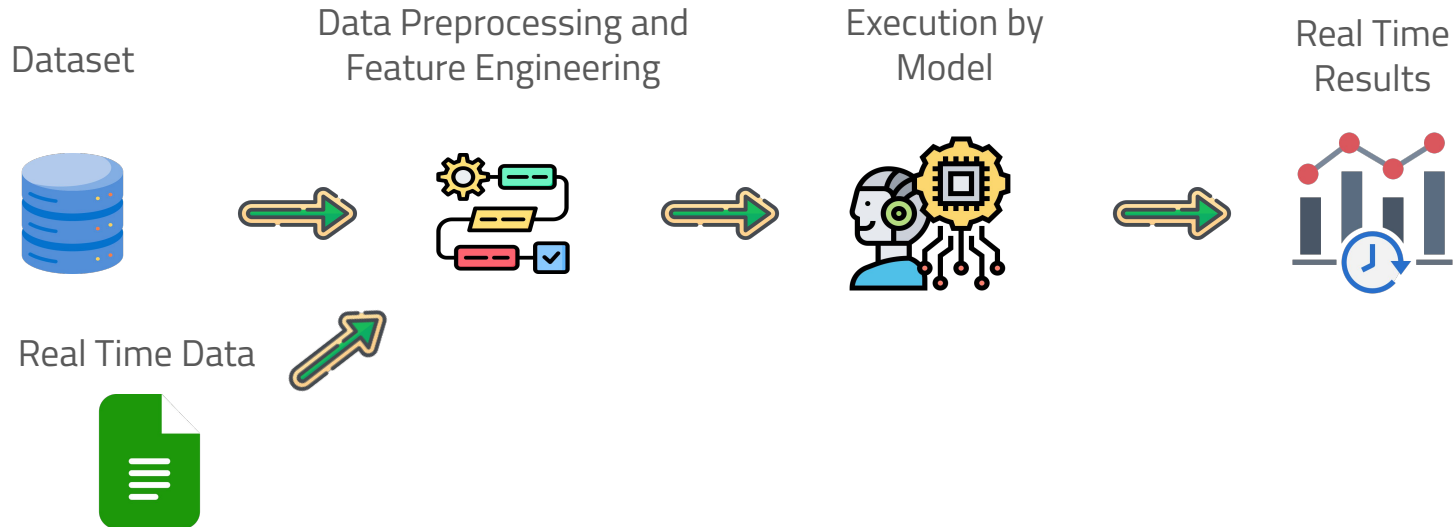 Dataset
Data Preprocessing and
Feature Engineering
Execution by
Model
Real Time
Results
Real Time Data